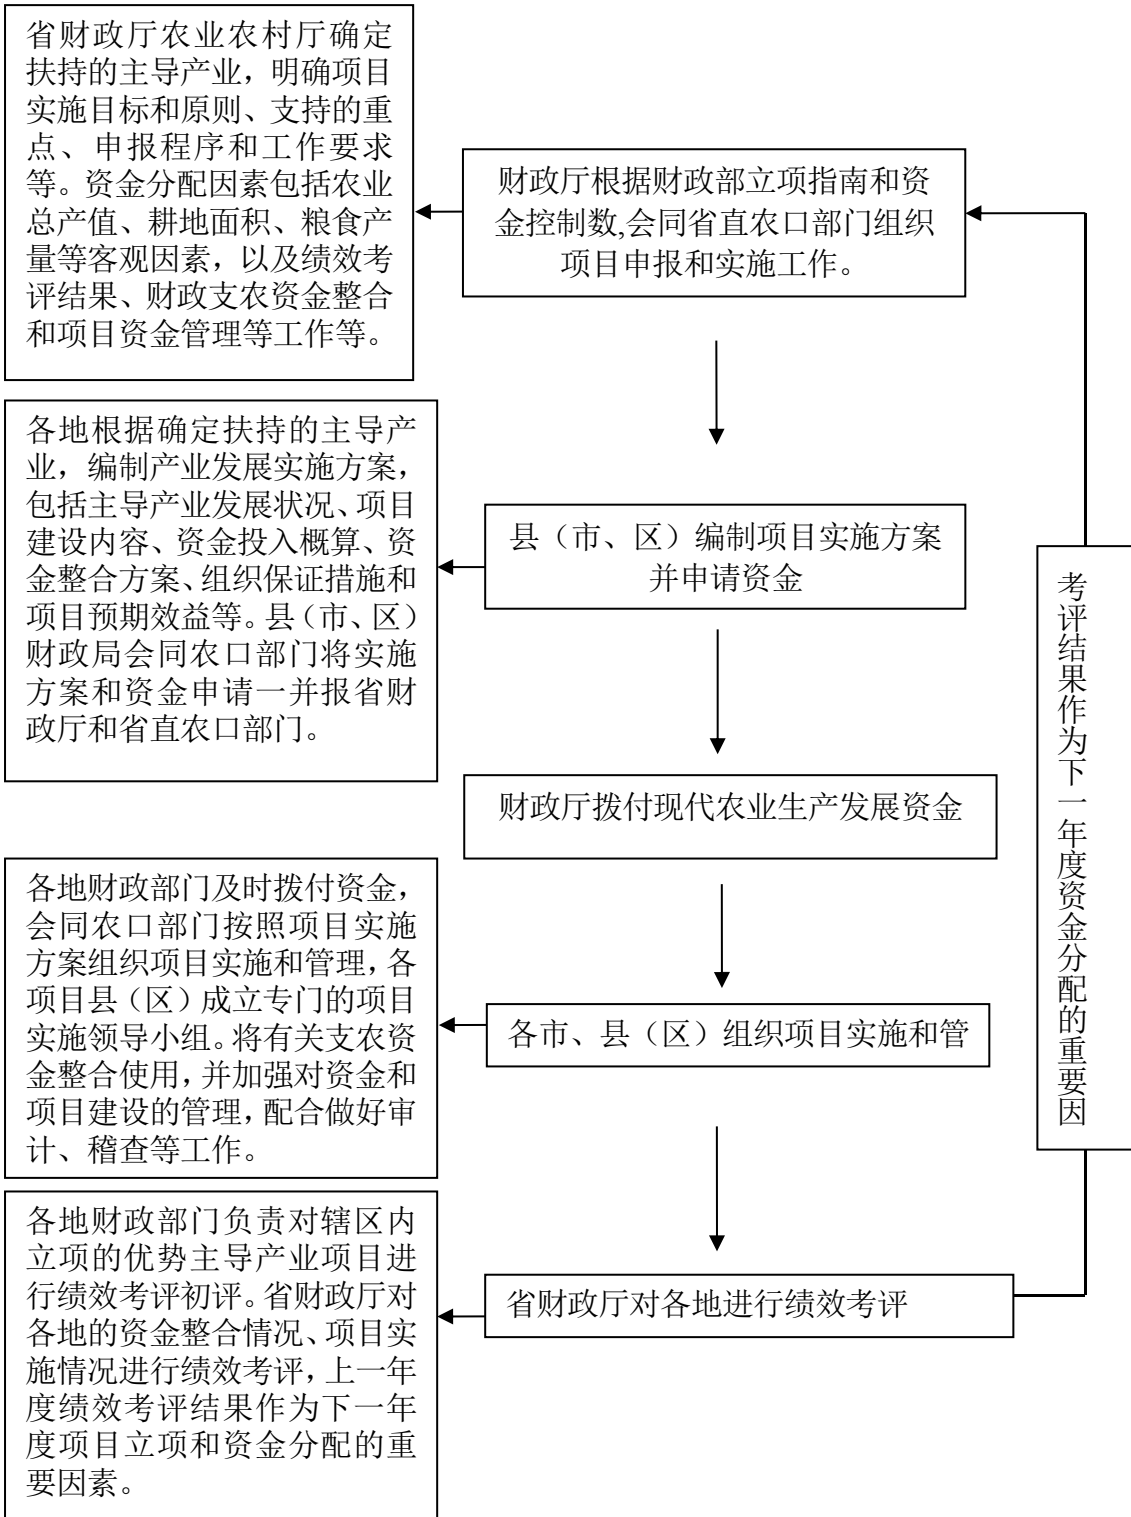 省财政厅农业农村厅确定
扶持的主导产业，明确项目
实施目标和原则、支持的重
点、申报程序和工作要求
等。资金分配因素包括农业
总产值、耕地面积、粮食产
量等客观因素，以及绩效考
评结果、财政支农资金整合
和项目资金管理等工作等。
财政厅根据财政部立项指南和资
金控制数,会同省直农口部门组织
项目申报和实施工作。
各地根据确定扶持的主导产
业，编制产业发展实施方案，
包括主导产业发展状况、项目
建设内容、资金投入概算、资
金整合方案、组织保证措施和
项目预期效益等。县（市、区）
财政局会同农口部门将实施
方案和资金申请一并报省财
政厅和省直农口部门。
县（市、区）编制项目实施方案
并申请资金
财政厅拨付现代农业生产发展资金
各地财政部门及时拨付资金，
会同农口部门按照项目实施
方案组织项目实施和管理，各
项目县（区）成立专门的项目
实施领导小组。将有关支农资
金整合使用，并加强对资金和
项目建设的管理，配合做好审
计、稽查等工作。
各市、县（区）组织项目实施和管
各地财政部门负责对辖区内
立项的优势主导产业项目进
行绩效考评初评。省财政厅对
各地的资金整合情况、项目实
施情况进行绩效考评，上一年
度绩效考评结果作为下一年
度项目立项和资金分配的重
要因素。
省财政厅对各地进行绩效考评
考评结果作为下一年度资金分配的重要因